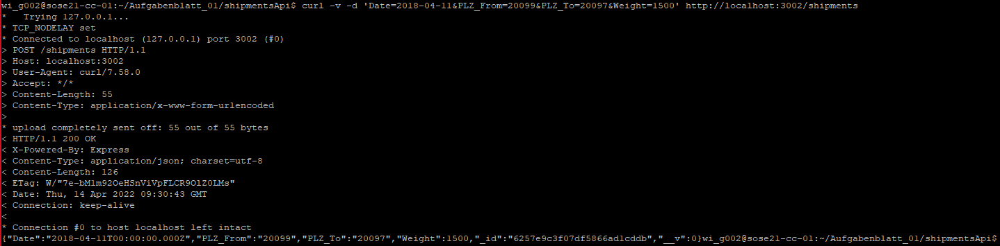 wi_g002@sose21-cc-01:~/Aufgabenblatt_01/shipmentsApi$ curl -v -d 'Date=2018-04-11&PLZ_From=20099&PLZ_To=20097&Weight=1500' http://localhost:3002/shipments
*   Trying 127.0.0.1...
* TCP_NODELAY set
* Connected to localhost (127.0.0.1) port 3002 (#0)
> POST /shipments HTTP/1.1
> Host: localhost:3002
> User-Agent: curl/7.58.0
> Accept: */*
> Content-Length: 55
> Content-Type: application/x-www-form-urlencoded
>
* upload completely sent off: 55 out of 55 bytes
< HTTP/1.1 200 OK
< X-Powered-By: Express
< Content-Type: application/json; charset=utf-8
< Content-Length: 126
< ETag: W/"7e-bM1m92OeHSnViVpFLCR9OlZ0LMs"
< Date: Thu, 14 Apr 2022 09:30:43 GMT
< Connection: keep-alive
<
* Connection #0 to host localhost left intact
{"Date":"2018-04-11T00:00:00.000Z","PLZ_From":"20099","PLZ_To":"20097","Weight":1500,"_id":"6257e9c3f07df5866ad1cddb","__v":0}wi_g002@sose21-cc-01:~/Aufgabenblatt_01/shipmentsApi$